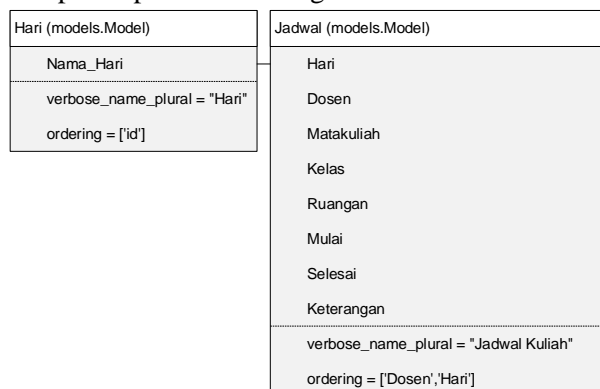 Hari (models.Model)
Nama_Hari
verbose_name_plural = "Hari"
ordering = ['id']
Jadwal (models.Model)
Hari
Dosen
Matakuliah
Kelas
Ruangan
Mulai
Selesai
Keterangan
verbose_name_plural = "Jadwal Kuliah"
ordering = ['Dosen','Hari']